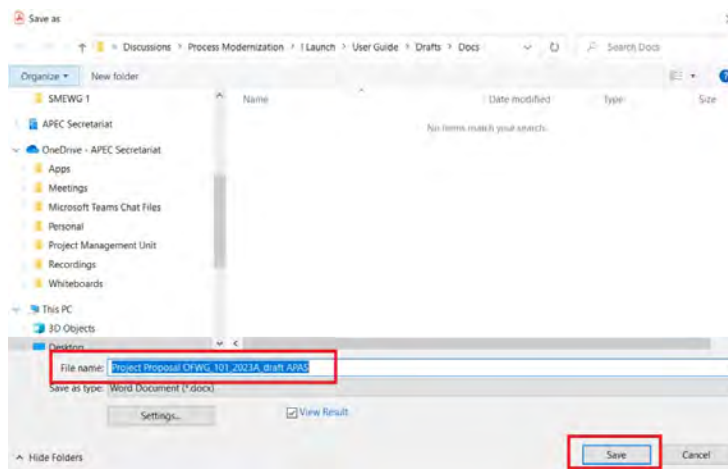 Save as
« Discussions › Process Modernization › I Launch › User Guide › Drafts › Docs
Search Docs
Organize
New folder
Name
Date modified
Type
Size
SMEWG 1
No items match your search.
APEC Secretariat
OneDrive - APEC Secretariat
Apps
Meetings
Microsoft Teams Chat Files
Personal
Project Management Unit
Recordings
Whiteboards
This PC
3D Objects
Desktop
File name: Project Proposal OFWG_101_2023A_draft APAS
Save as type: Word Document (*.docx)
Settings...
View Result
Hide Folders
Save
Cancel